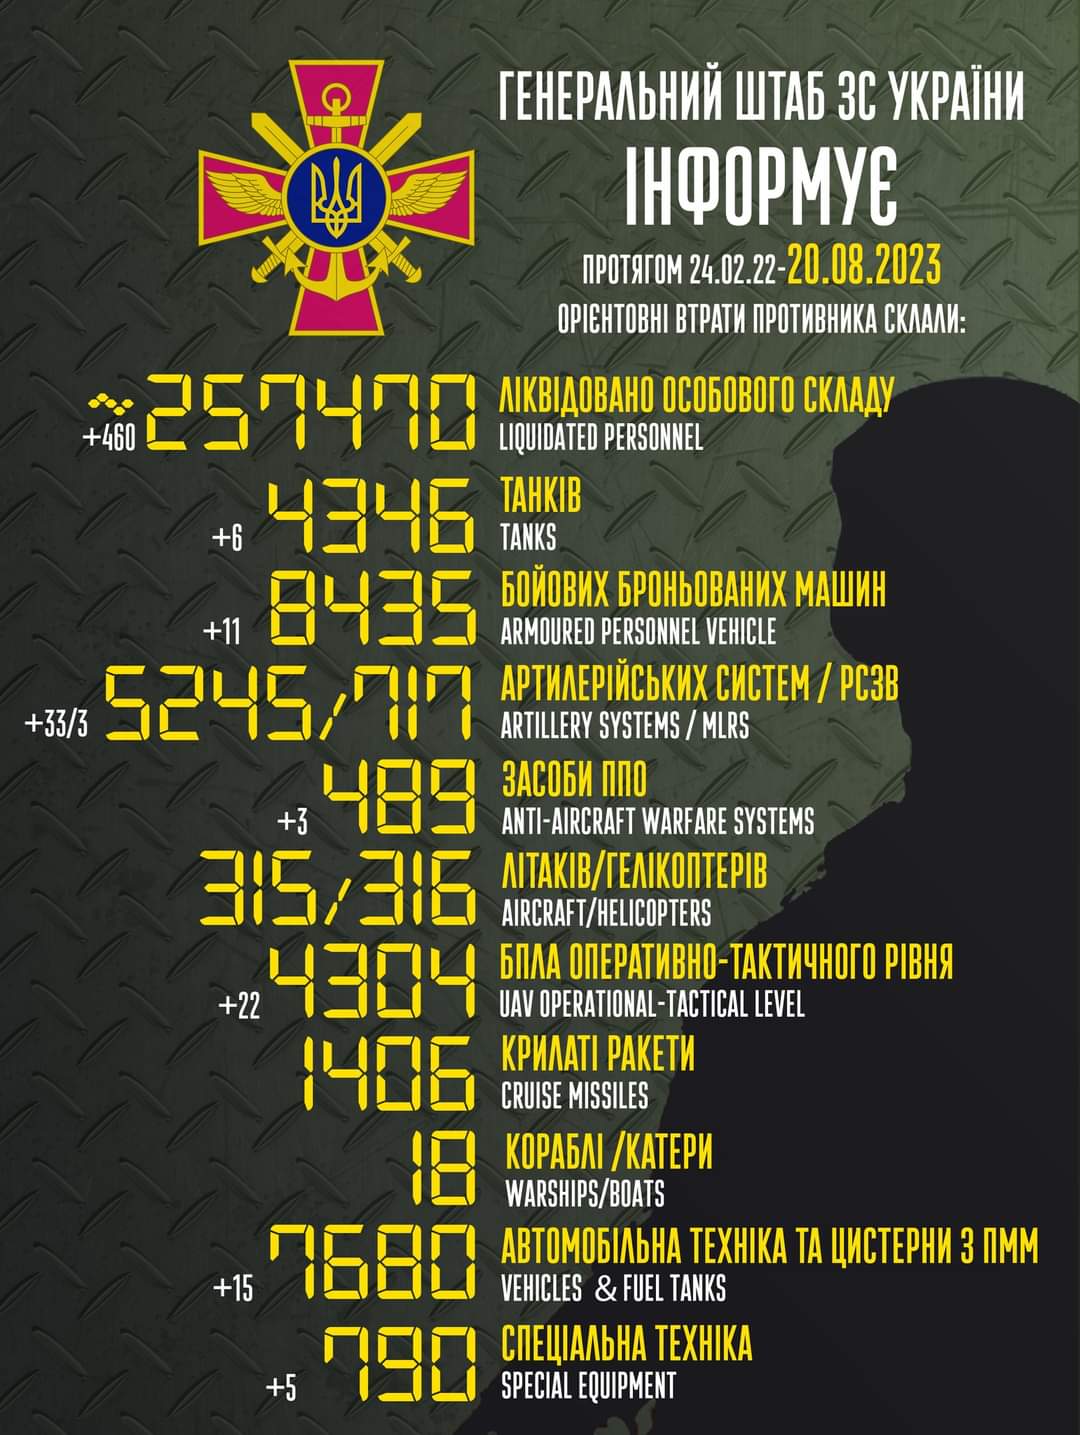 ГЕНЕРАЛЬНИЙ ШТАБ ЗС УКРАЇНИ
ІНФОРМУЄ
ПРОТЯГОМ 24.02.22-20.08.2023
ОРІЄНТОВНІ ВТРАТИ ПРОТИВНИКА СКЛАЛИ:
+460 ~257470 ЛІКВІДОВАНО ОСОБОВОГО СКЛАДУ
LIQUIDATED PERSONNEL
+6 4346 ТАНКІВ
TANKS
+11 8435 БОЙОВИХ БРОНЬОВАНИХ МАШИН
ARMOURED PERSONNEL VEHICLE
+33/3 5245/717 АРТИЛЕРІЙСЬКИХ СИСТЕМ / РСЗВ
ARTILLERY SYSTEMS / MLRS
+3 489 ЗАСОБИ ППО
ANTI-AIRCRAFT WARFARE SYSTEMS
315/316 ЛІТАКІВ/ГЕЛІКОПТЕРІВ
AIRCRAFT/HELICOPTERS
+22 4304 БПЛА ОПЕРАТИВНО-ТАКТИЧНОГО РІВНЯ
UAV OPERATIONAL-TACTICAL LEVEL
1406 КРИЛАТІ РАКЕТИ
CRUISE MISSILES
18 КОРАБЛІ /КАТЕРИ
WARSHIPS/BOATS
+15 7680 АВТОМОБІЛЬНА ТЕХНІКА ТА ЦИСТЕРНИ З ПММ
VEHICLES & FUEL TANKS
+5 790 СПЕЦІАЛЬНА ТЕХНІКА
SPECIAL EQUIPMENT